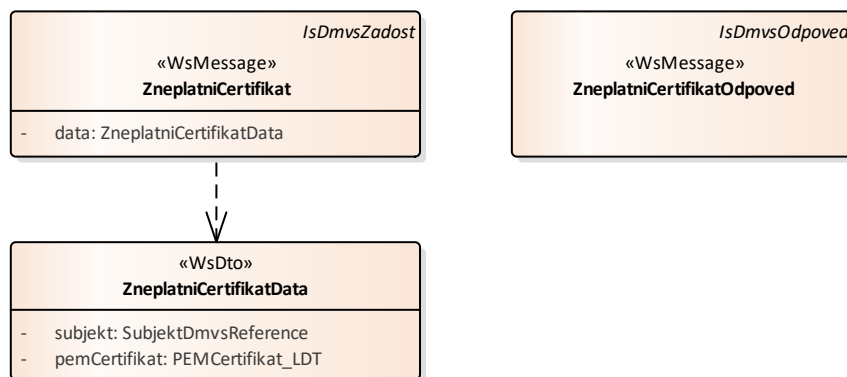 IsDmvsZadost
«WsMessage»
ZneplatniCertifikat
- data: ZneplatniCertifikatData
IsDmvsOdpoved
«WsMessage»
ZneplatniCertifikatOdpoved
«WsDto»
ZneplatniCertifikatData
- subjekt: SubjektDmvsReference
- pemCertifikat: PEMCertifikat_LDT